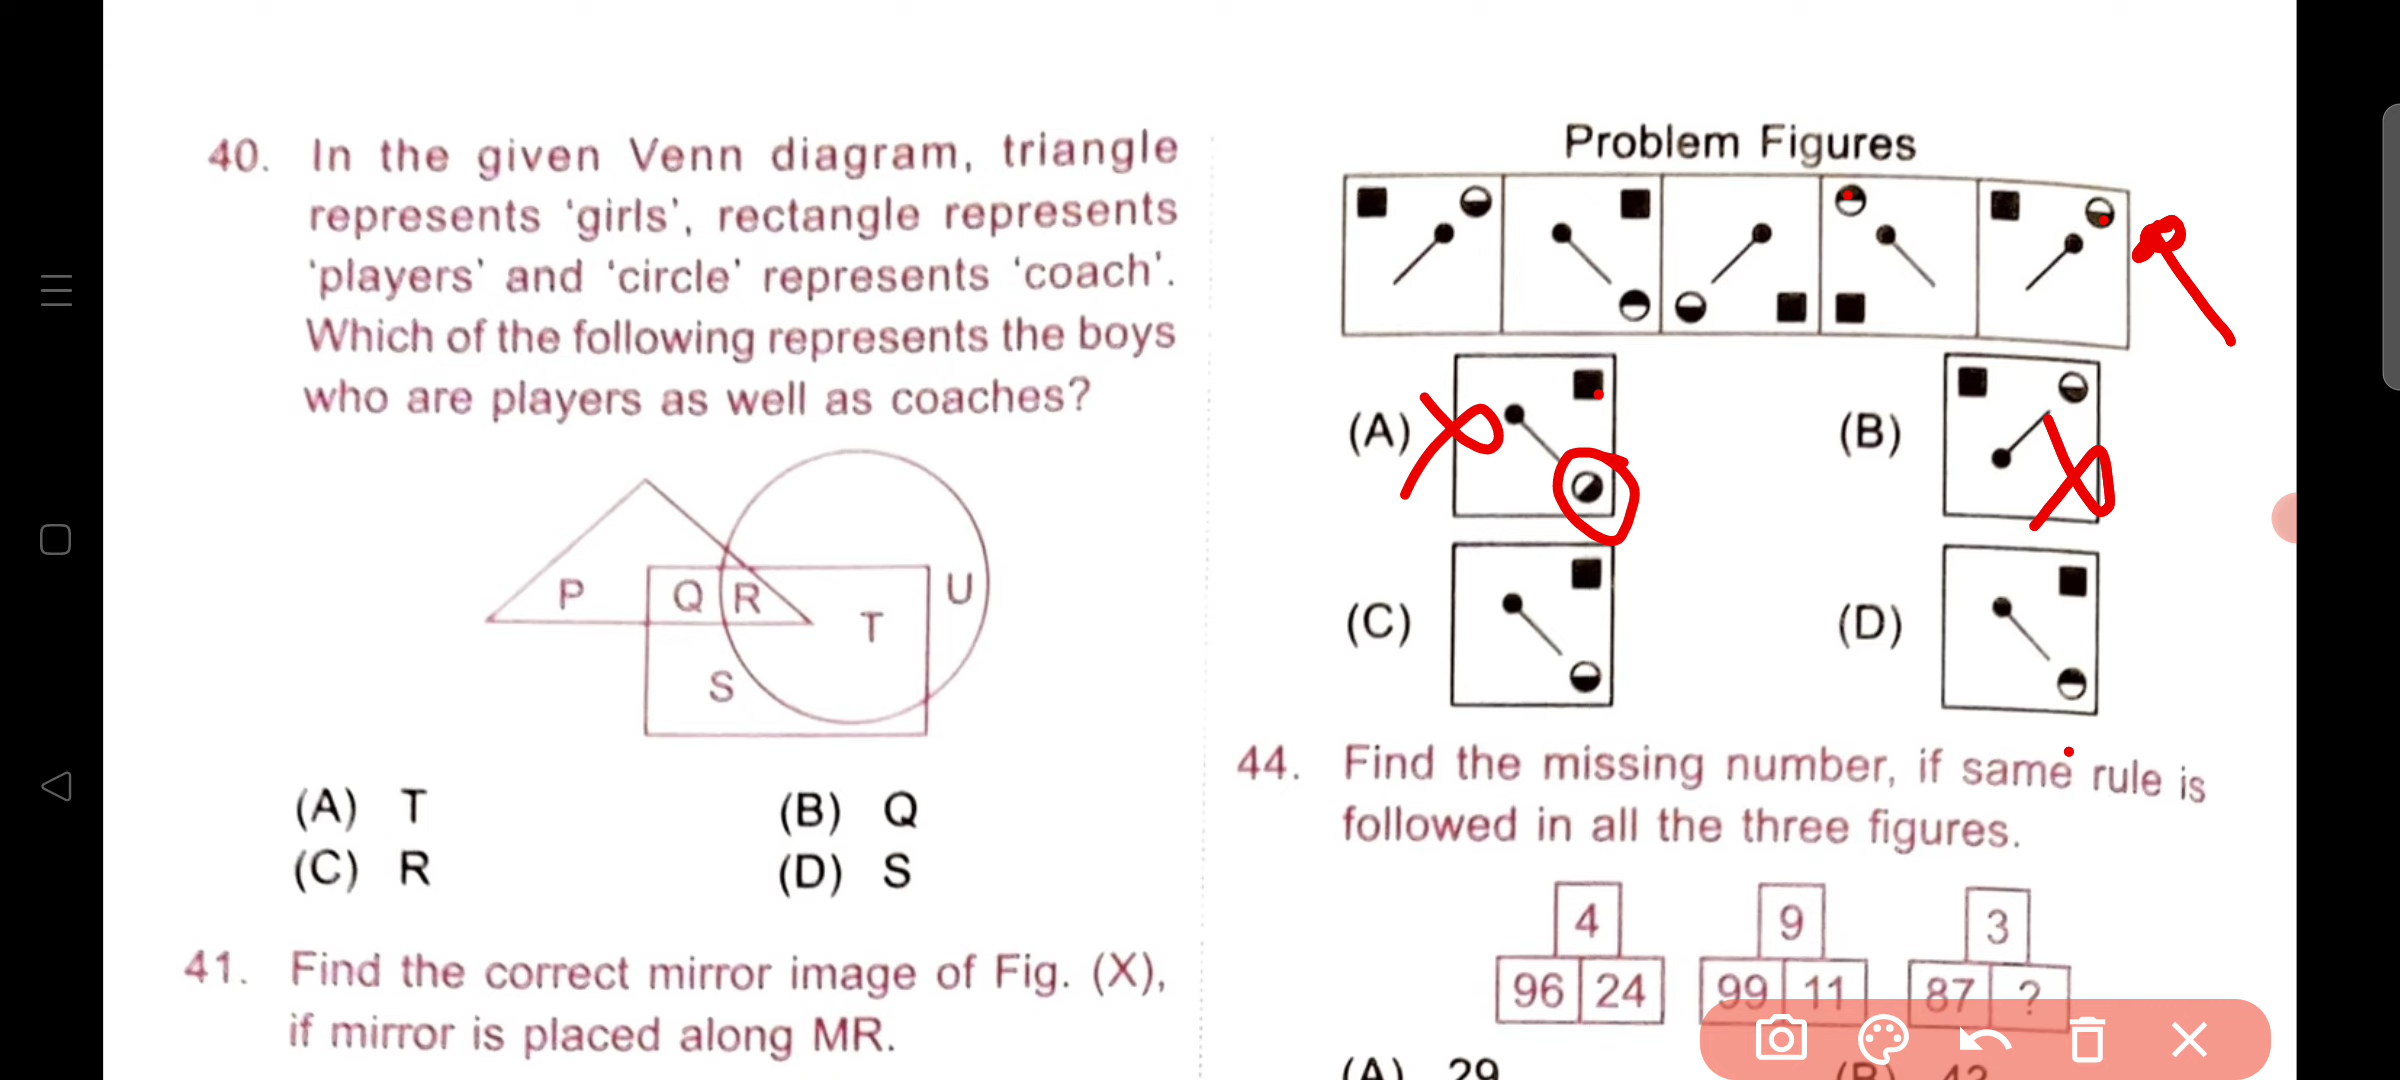 40. In the given Venn diagram, triangle
represents 'girls', rectangle represents
'players' and 'circle' represents 'coach'.
Which of the following represents the boys
who are players as well as coaches?
P Q R T U
S
(A) T (B) Q
(C) R (D) S
41. Find the correct mirror image of Fig. (X),
if mirror is placed along MR.
Problem Figures
(A) (B)
(C) (D)
44. Find the missing number, if same rule is
followed in all the three figures.
4 9 3
96 24 99 11 87 ?
(A) 29 (B) 42